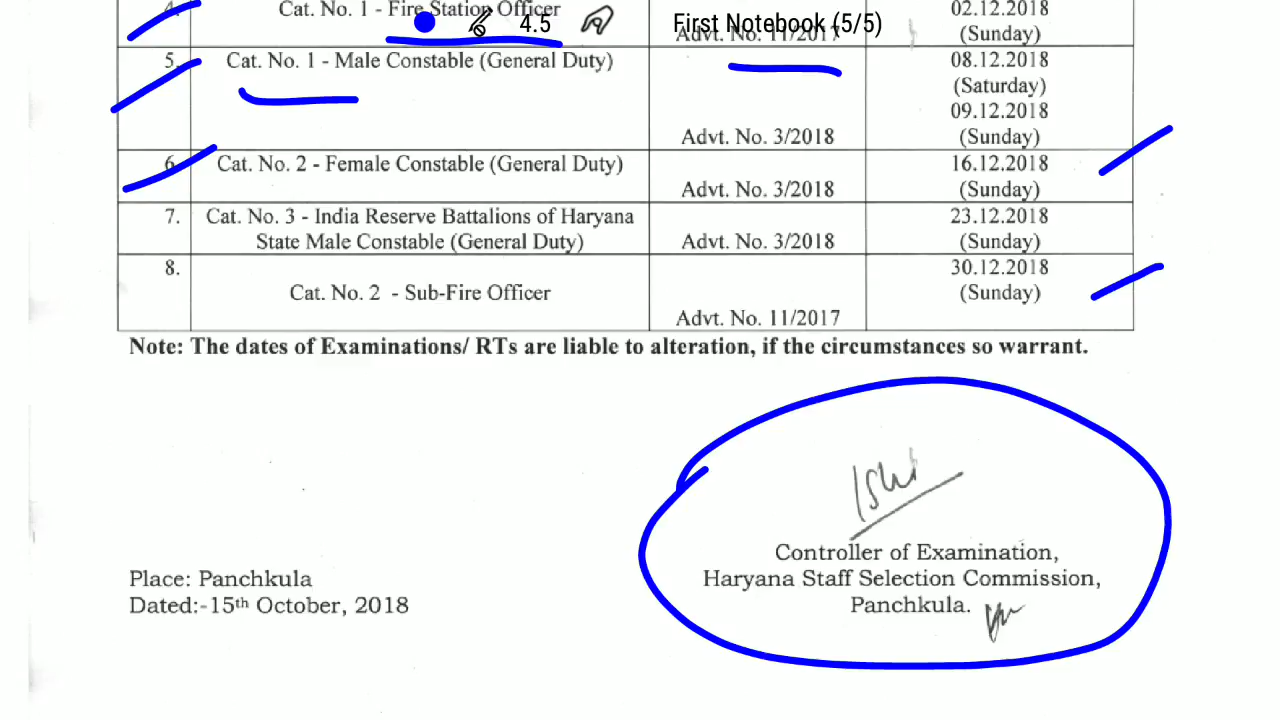 4.
Cat. No. 1 - Fire Station Officer
4.5
First Notebook (5/5)
Advt. No. 11/2017
02.12.2018
(Sunday)
5.
Cat. No. 1 - Male Constable (General Duty)
Advt. No. 3/2018
08.12.2018
(Saturday)
09.12.2018
(Sunday)
6.
Cat. No. 2 - Female Constable (General Duty)
Advt. No. 3/2018
16.12.2018
(Sunday)
7.
Cat. No. 3 - India Reserve Battalions of Haryana
State Male Constable (General Duty)
Advt. No. 3/2018
23.12.2018
(Sunday)
8.
Cat. No. 2 - Sub-Fire Officer
Advt. No. 11/2017
30.12.2018
(Sunday)
Note: The dates of Examinations/ RTs are liable to alteration, if the circumstances so warrant.
Controller of Examination,
Haryana Staff Selection Commission,
Panchkula.
Place: Panchkula
Dated:-15th October, 2018